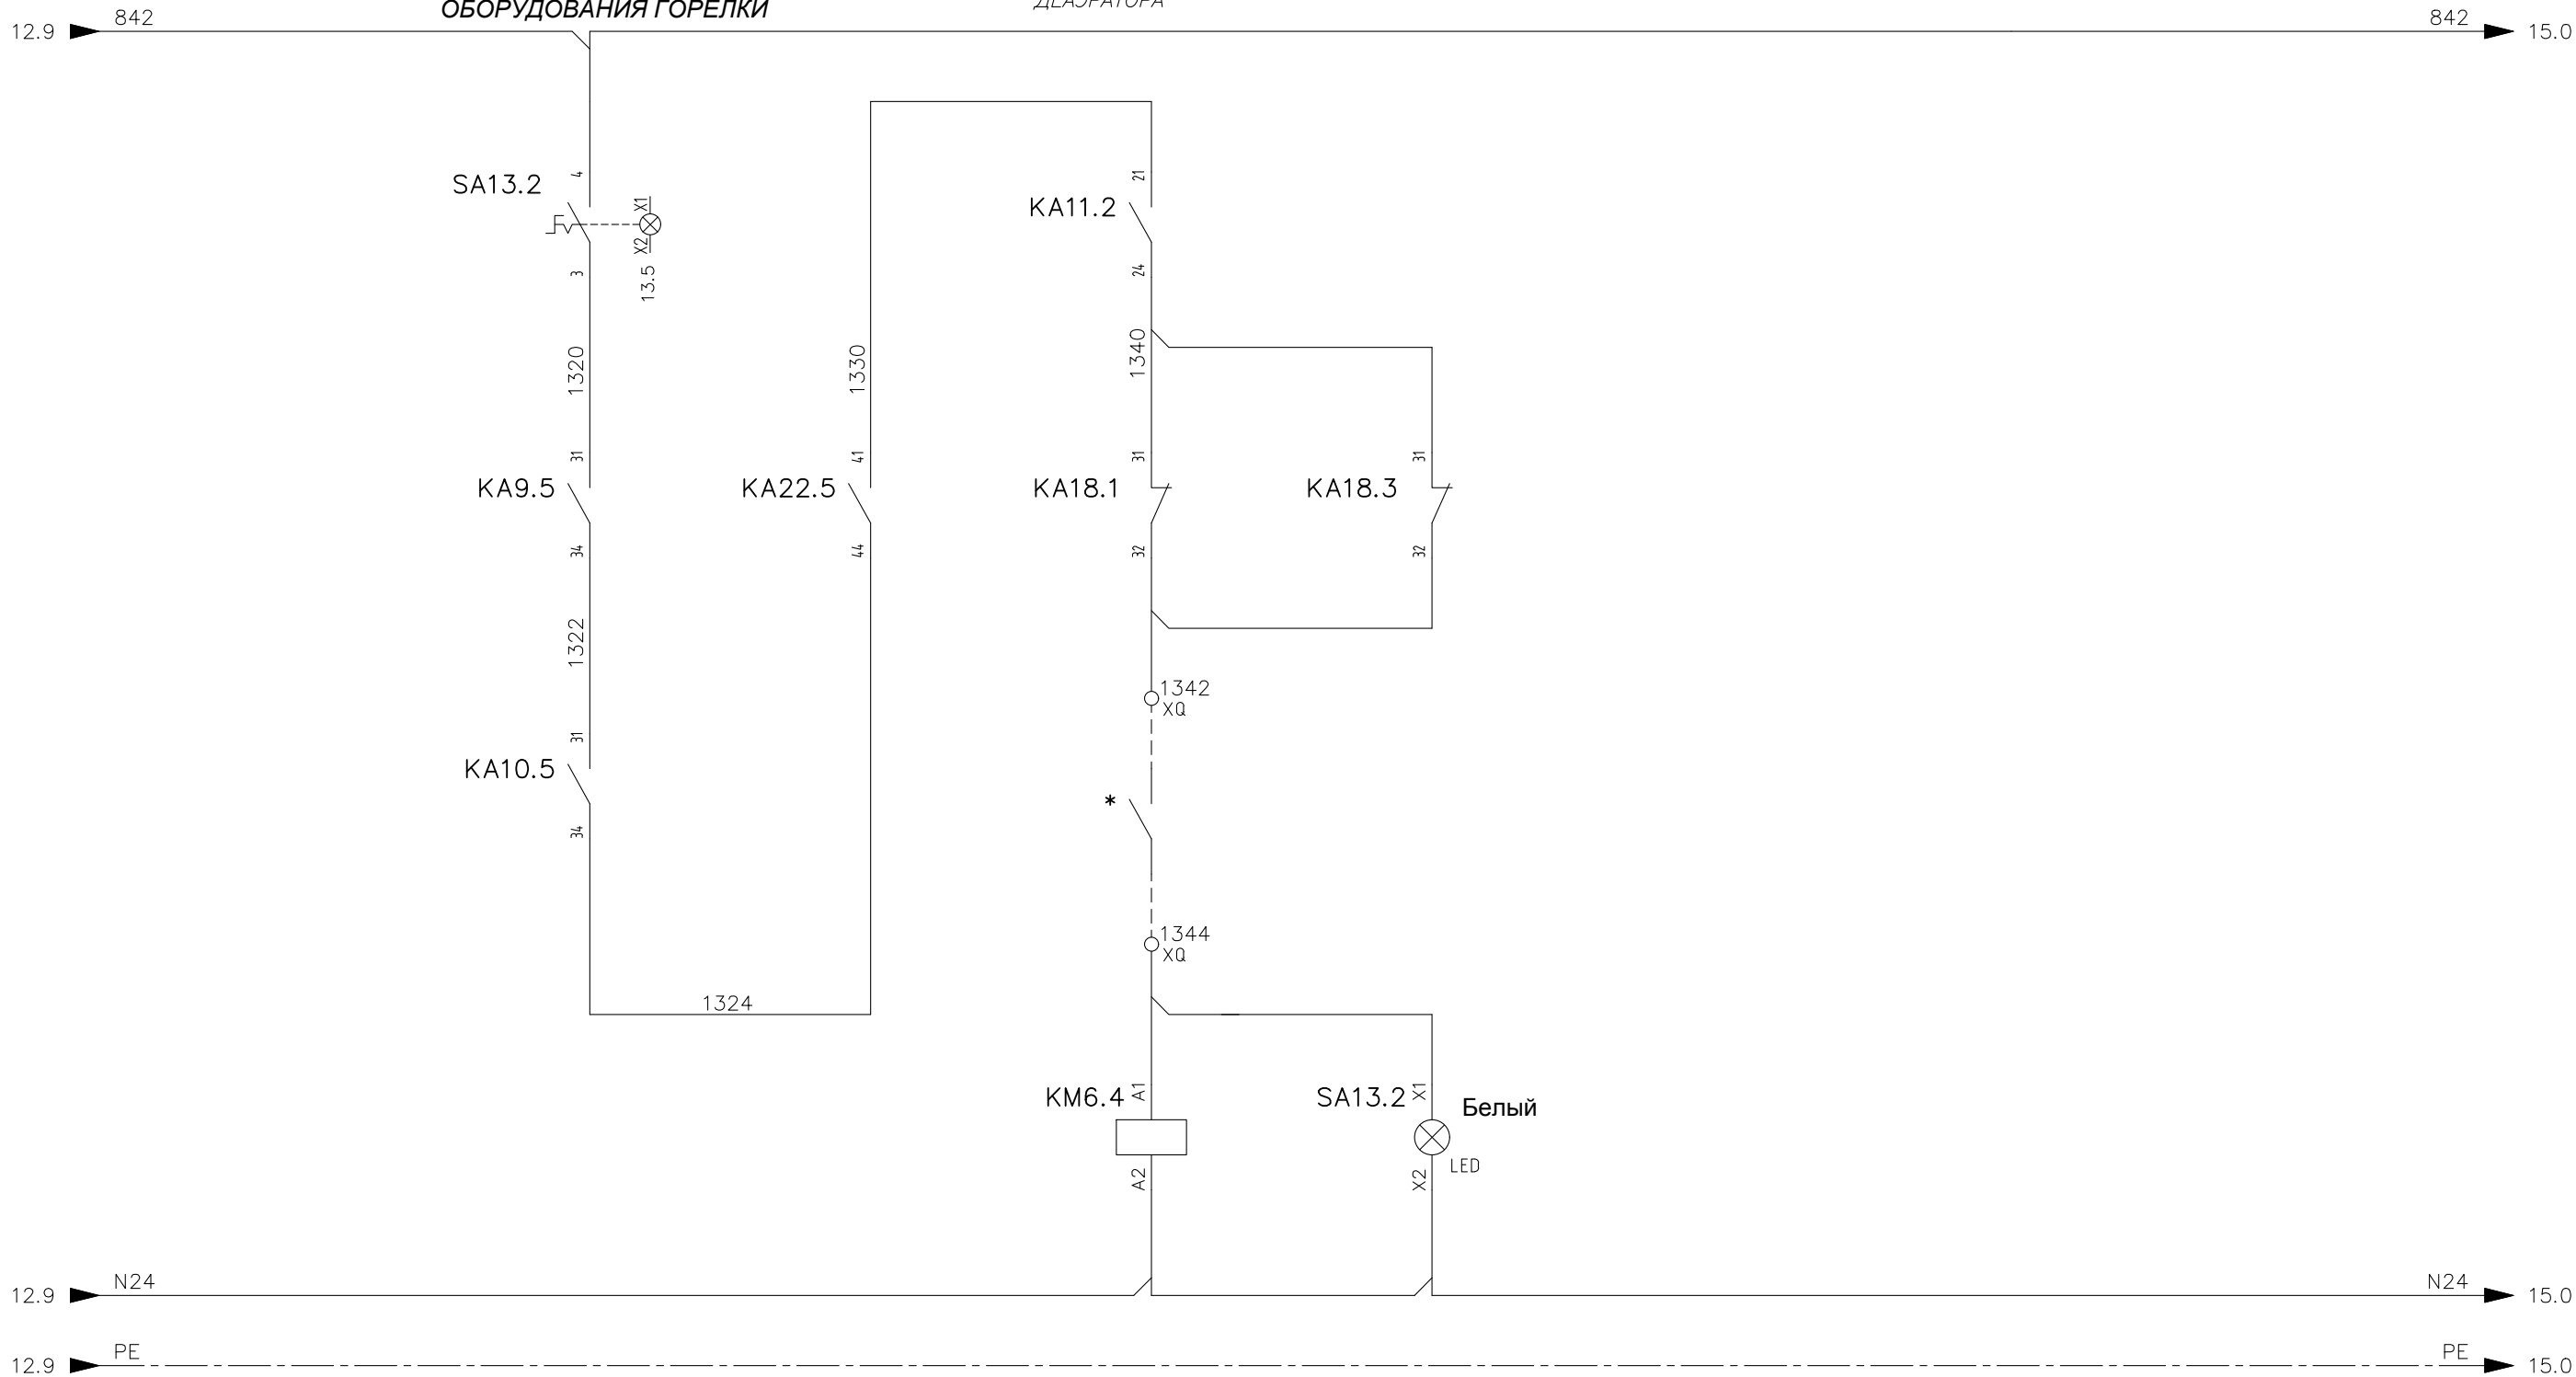 ОБОРУДОВАНИЯ ГОРЕЛКИ
ДЕАЭРАТОРА
12.9 842
842 15.0
SA13.2
4
3
X1
X2
13.5
KA11.2
21
24
1320
1330
1340
KA9.5
31
34
KA22.5
41
44
KA18.1
31
32
KA18.3
31
32
1322
1342
XQ
KA10.5
31
34
*
1344
XQ
1324
KM6.4
A1
A2
SA13.2
X1
X2
Белый
LED
12.9 N24
N24 15.0
12.9 PE
PE 15.0